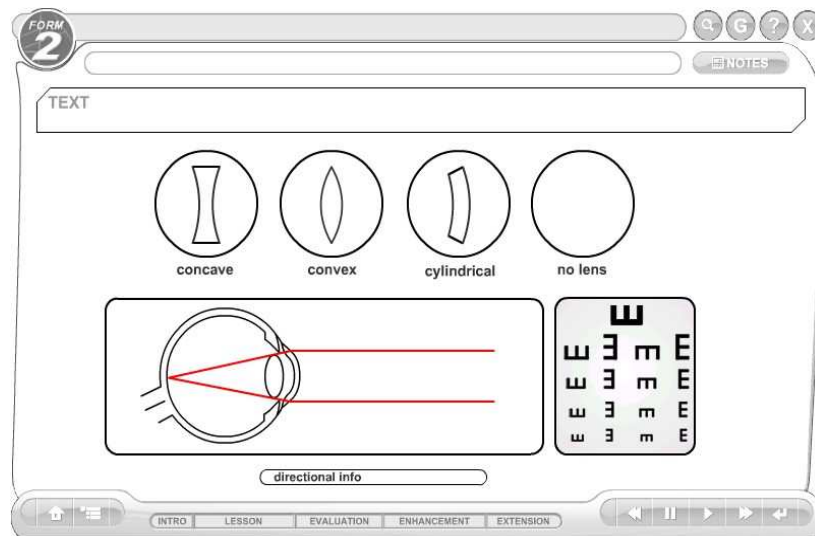 FORM
2
G ? X
NOTES
TEXT
concave convex cylindrical no lens
E
E E E E
E E E E
E E E E
E E E E
directional info
INTRO LESSON EVALUATION ENHANCEMENT EXTENSION